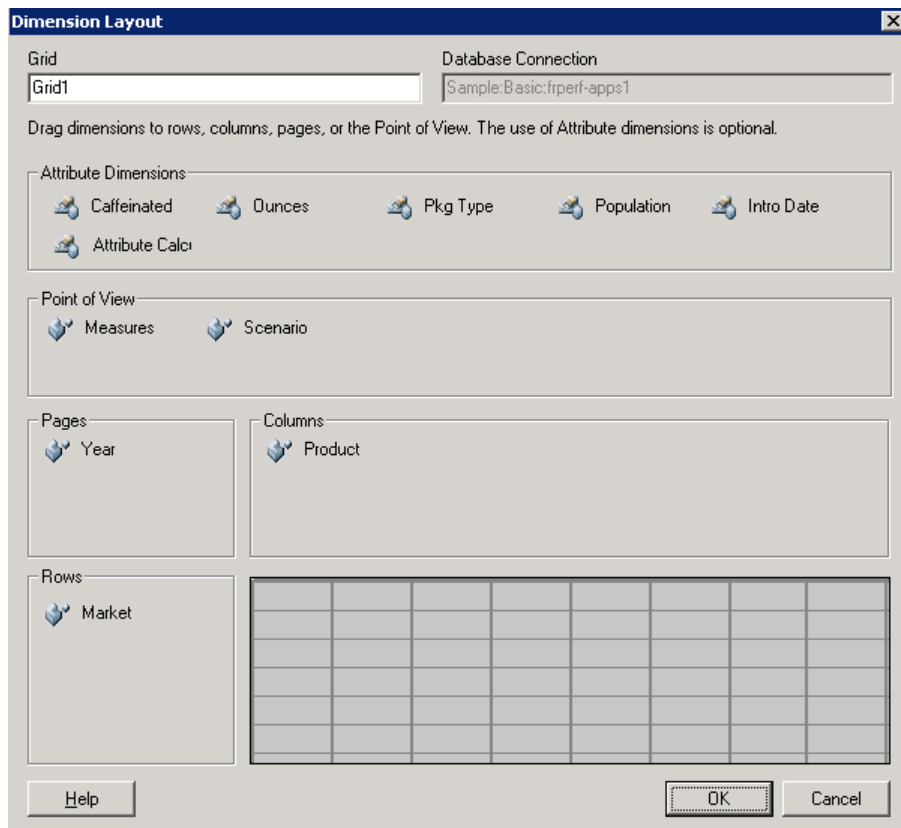 Dimension Layout
Grid Database Connection
Grid1 Sample:Basic:frperf-apps1
Drag dimensions to rows, columns, pages, or the Point of View. The use of Attribute dimensions is optional.
Attribute Dimensions
Caffeinated Ounces Pkg Type Population Intro Date
Attribute Calcu
Point of View
Measures Scenario
Pages Columns
Year Product
Rows
Market
Help OK Cancel